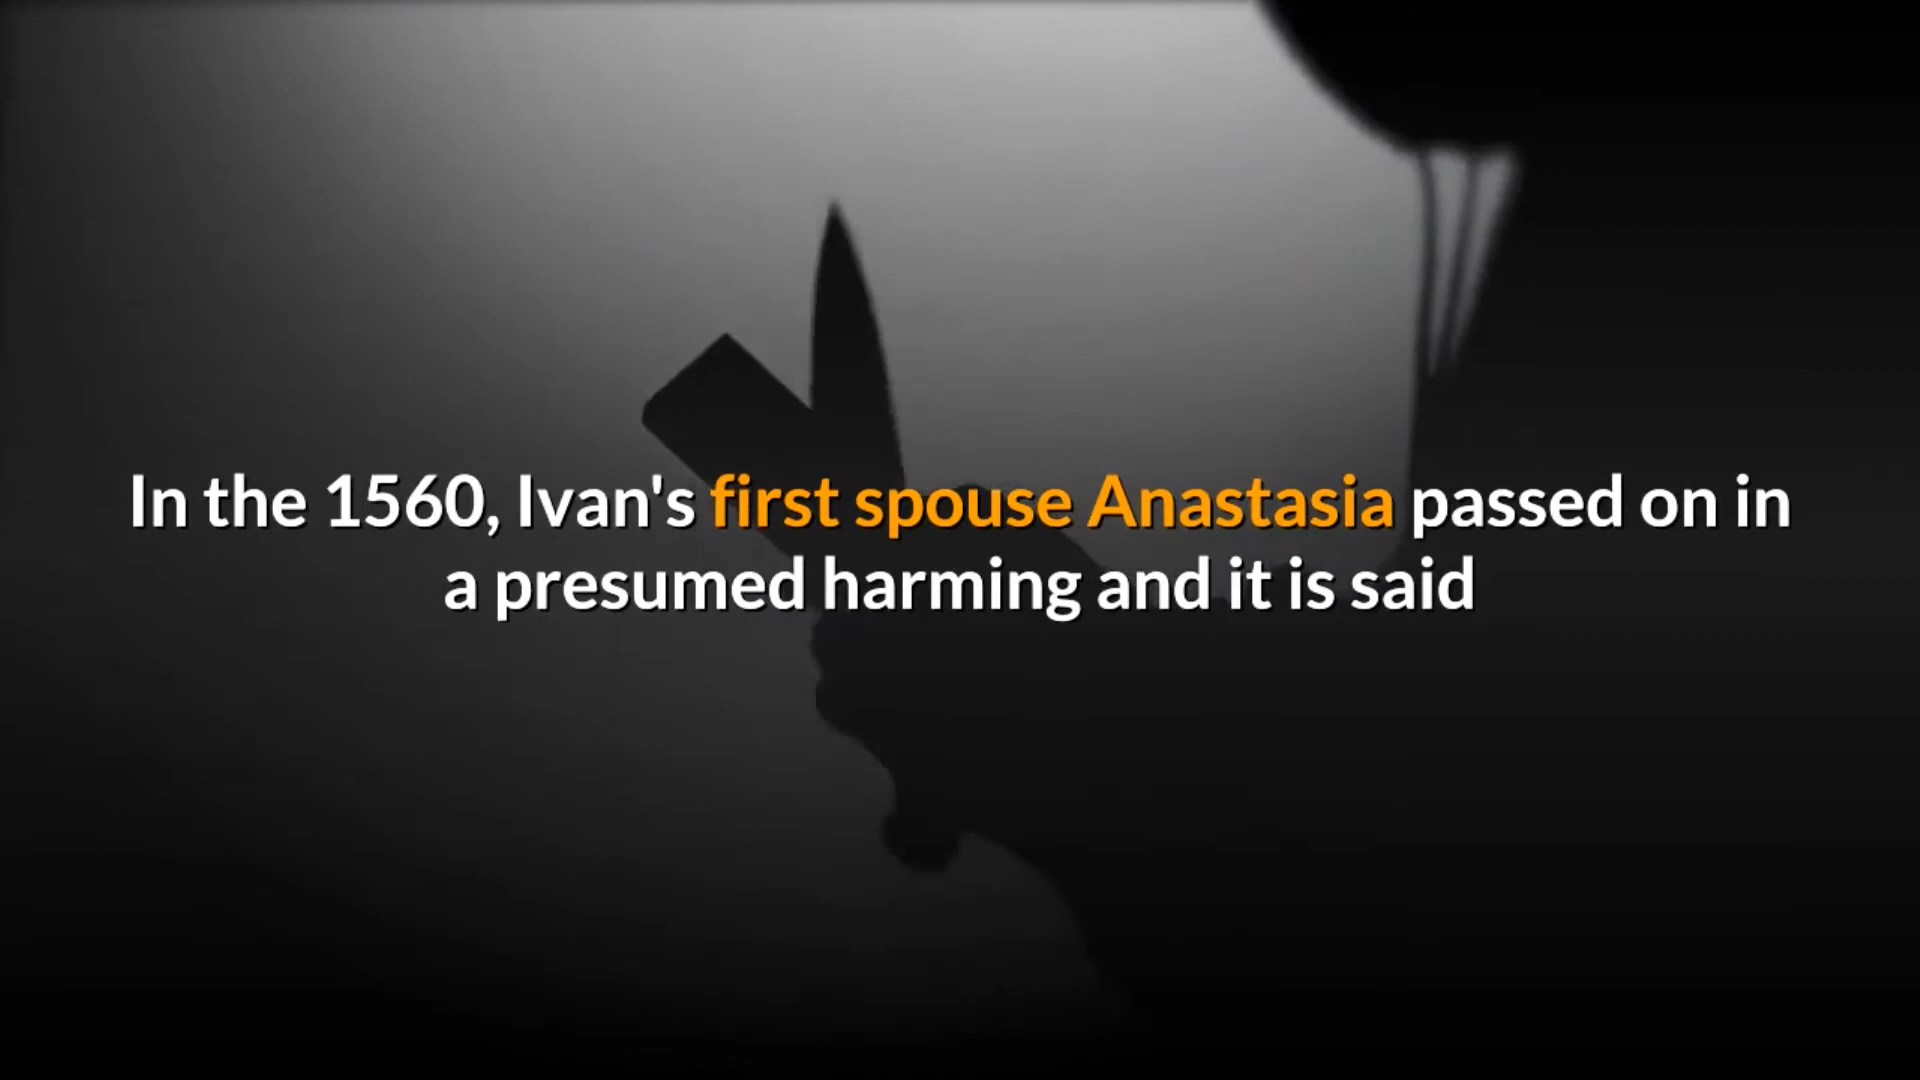 In the 1560, Ivan's first spouse Anastasia passed on in
a presumed harming and it is said